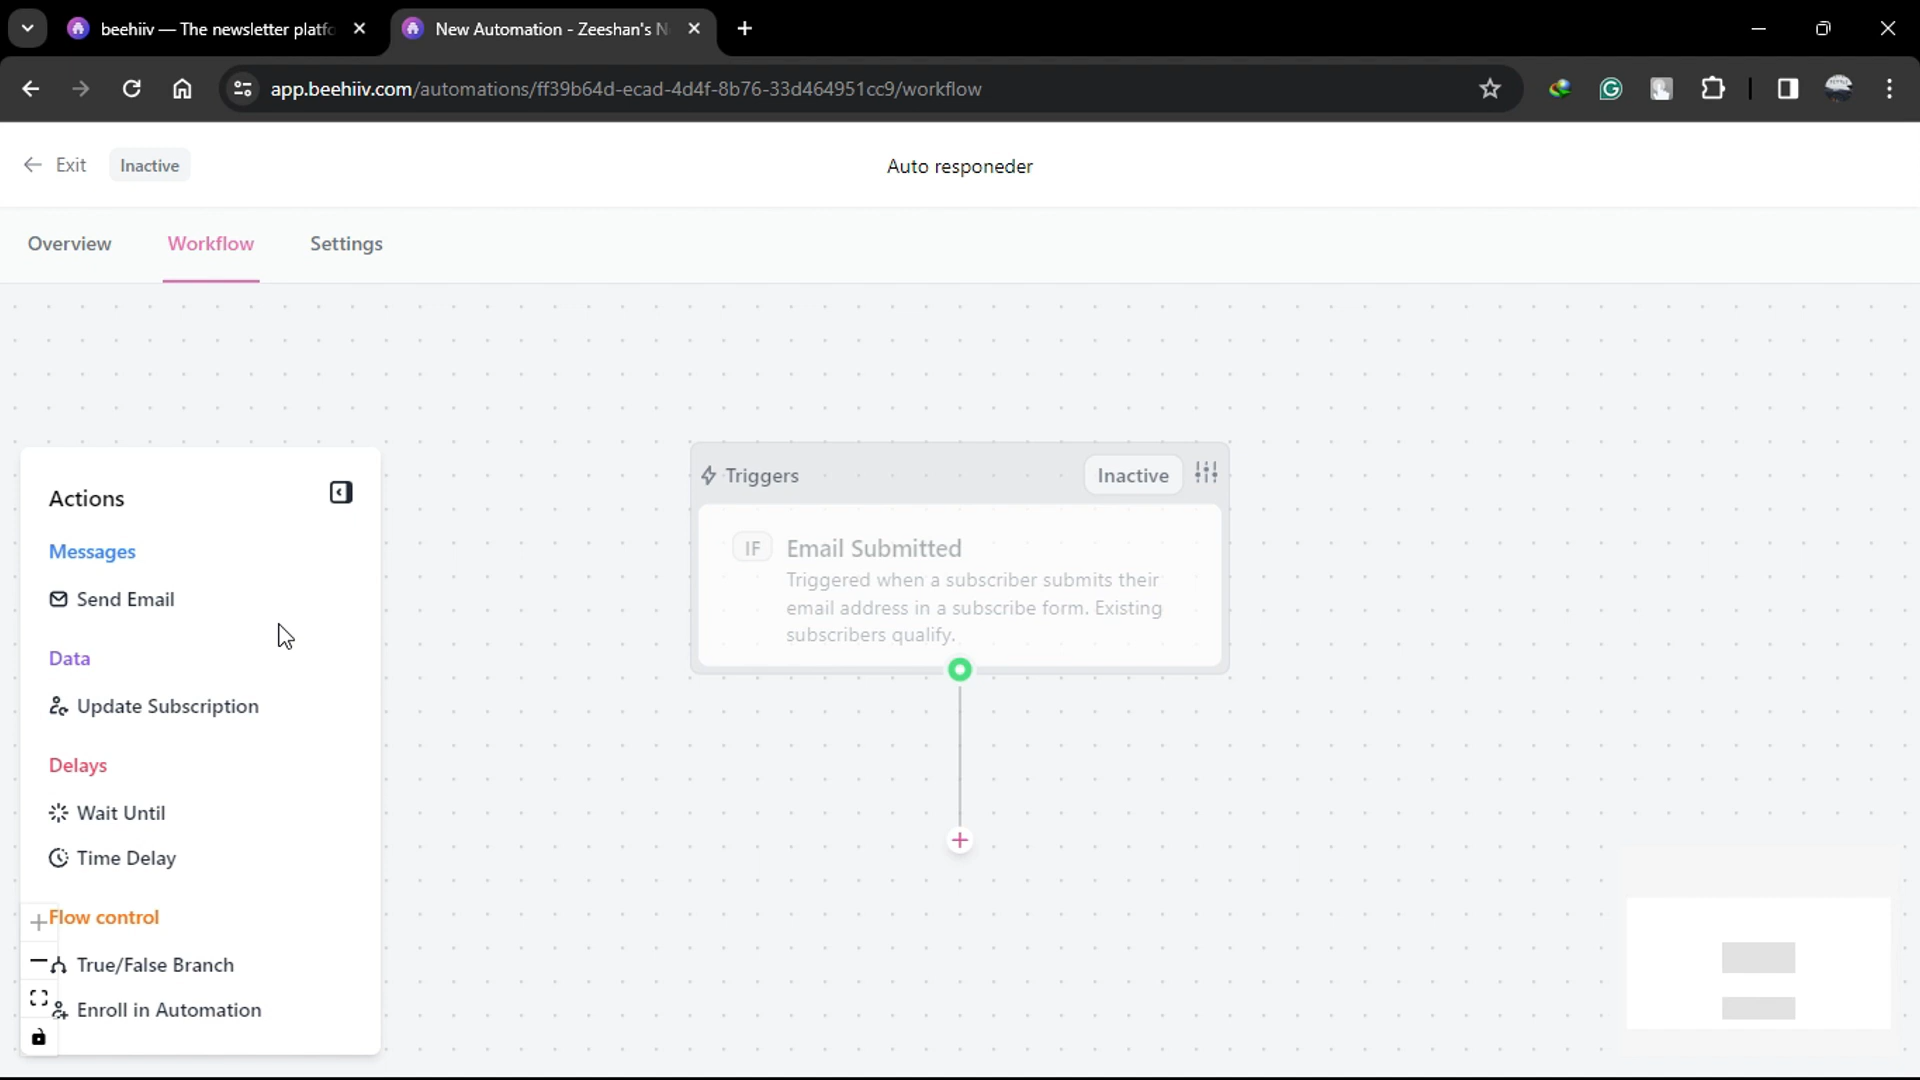 beehiiv — The newsletter platfo
New Automation - Zeeshan's N
app.beehiiv.com/automations/ff39b64d-ecad-4d4f-8b76-33d464951cc9/workflow
Exit
Inactive
Auto responeder
Overview
Workflow
Settings
Actions
Messages
Send Email
Data
Update Subscription
Delays
Wait Until
Time Delay
Flow control
True/False Branch
Enroll in Automation
Triggers
Inactive
IF
Email Submitted
Triggered when a subscriber submits their
email address in a subscribe form. Existing
subscribers qualify.